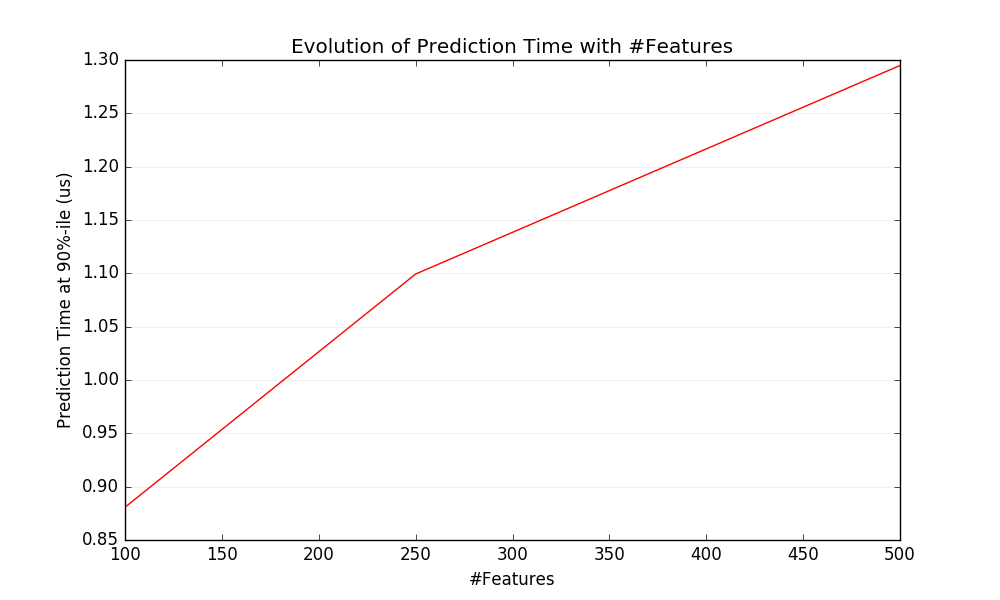 Evolution of Prediction Time with #Features
1.30
1.25
1.20
1.15
1.10
1.05
1.00
0.95
0.90
0.85
Prediction Time at 90%-ile (us)
100 150 200 250 300 350 400 450 500
#Features